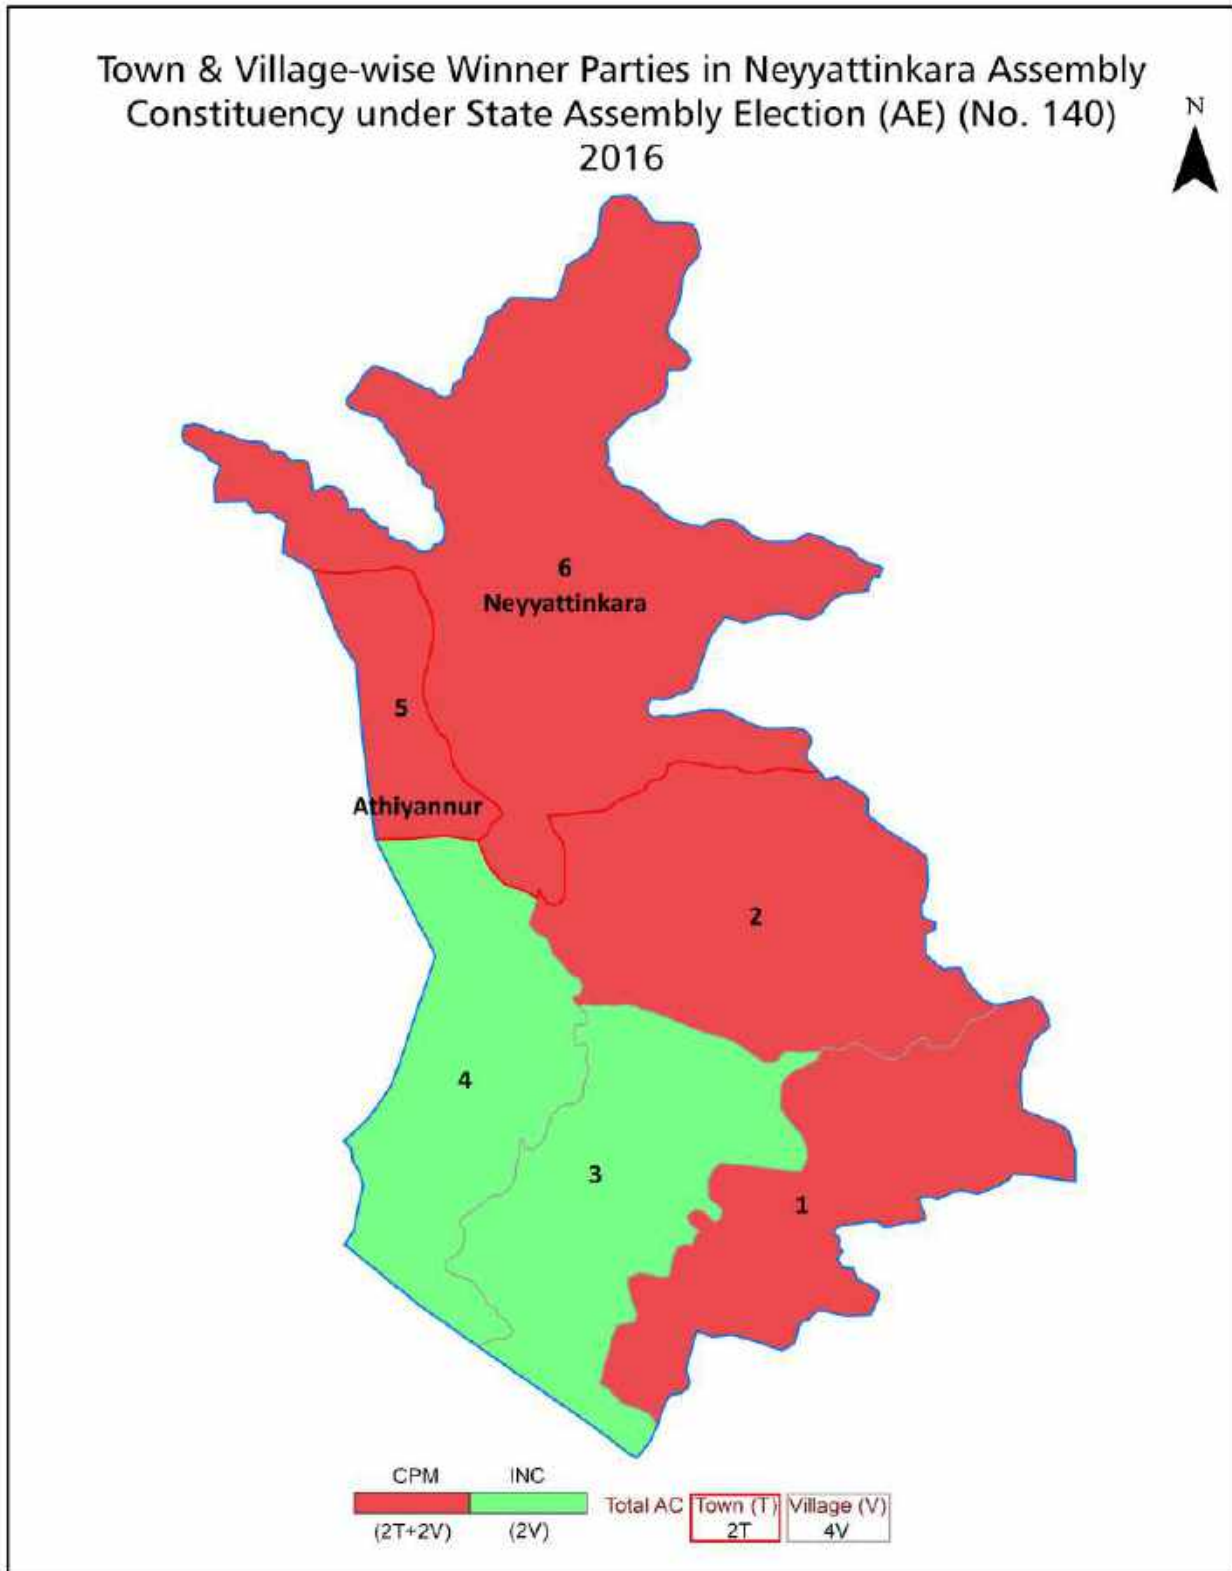 Town & Village-wise Winner Parties in Neyyattinkara Assembly
Constituency under State Assembly Election (AE) (No. 140)
2016
N
6
Neyyattinkara
5
Athiyannur
2
4
3
1
CPM INC
Total AC Town (T) Village (V)
(2T+2V) (2V) 2T 4V